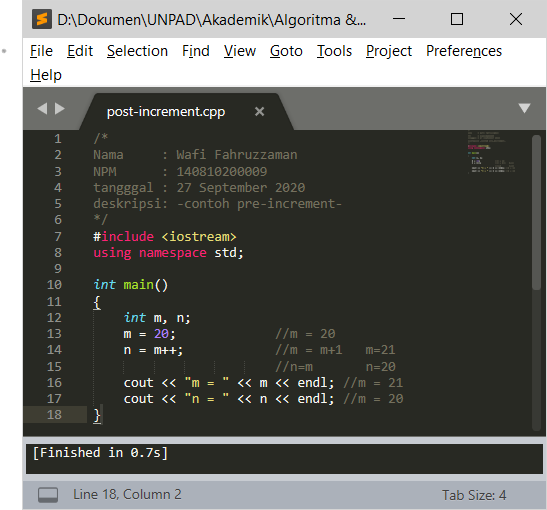 D:\Dokumen\UNPAD\Akademik\Algoritma &...
File Edit Selection Find View Goto Tools Project Preferences
Help
post-increment.cpp ×
1 /*
2 Nama     : Wafi Fahruzzaman
3 NPM      : 140810200009
4 tangggal : 27 September 2020
5 deskripsi: -contoh pre-increment-
6 */
7 #include <iostream>
8 using namespace std;
9
10 int main()
11 {
12     int m, n;
13     m = 20;             //m = 20
14     n = m++;            //m = m+1   m=21
15                         //n=m       n=20
16     cout << "m = " << m << endl; //m = 21
17     cout << "n = " << n << endl; //m = 20
18 }
[Finished in 0.7s]
Line 18, Column 2 Tab Size: 4